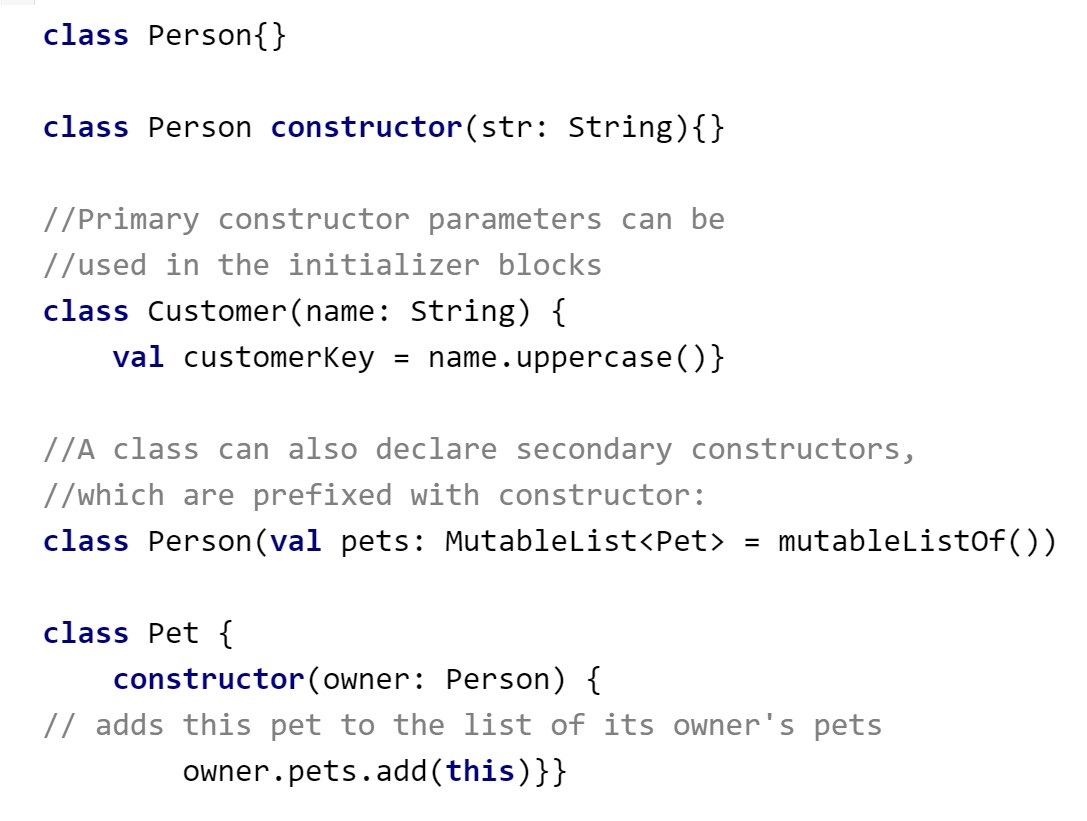 class Person{}
class Person constructor(str: String){}
//Primary constructor parameters can be
//used in the initializer blocks
class Customer(name: String) {
    val customerKey = name.uppercase()}
//A class can also declare secondary constructors,
//which are prefixed with constructor:
class Person(val pets: MutableList<Pet> = mutableListOf())
class Pet {
    constructor(owner: Person) {
// adds this pet to the list of its owner's pets
        owner.pets.add(this)}}